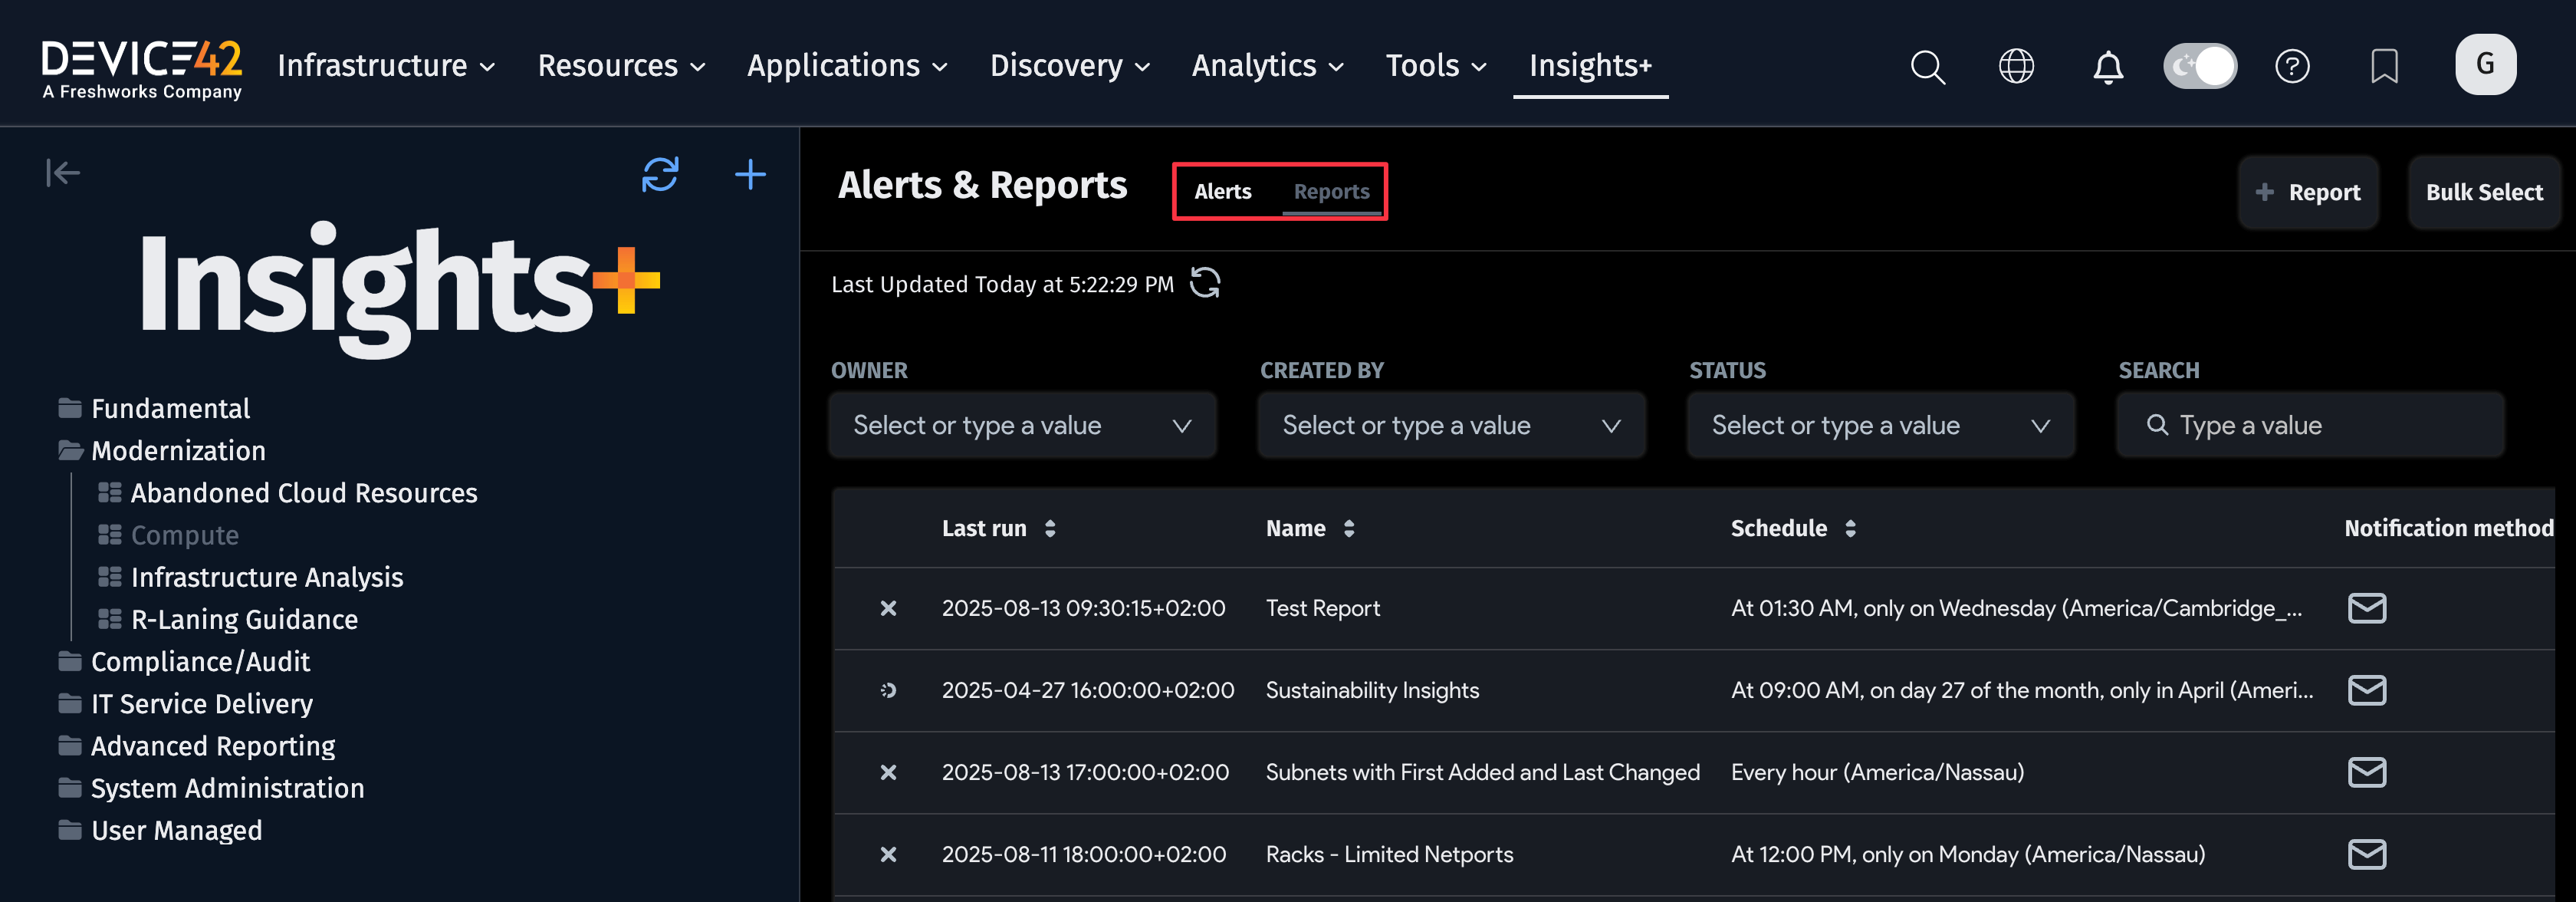 DEVICE42
A Freshworks Company
Infrastructure
Resources
Applications
Discovery
Analytics
Tools
Insights+
G
Insights+
Fundamental
Modernization
Abandoned Cloud Resources
Compute
Infrastructure Analysis
R-Laning Guidance
Compliance/Audit
IT Service Delivery
Advanced Reporting
System Administration
User Managed
Alerts & Reports
Alerts
Reports
+ Report
Bulk Select
Last Updated Today at 5:22:29 PM
OWNER
CREATED BY
STATUS
SEARCH
Select or type a value
Select or type a value
Select or type a value
Type a value
Last run
Name
Schedule
Notification method
2025-08-13 09:30:15+02:00
Test Report
At 01:30 AM, only on Wednesday (America/Cambridge_...
2025-04-27 16:00:00+02:00
Sustainability Insights
At 09:00 AM, on day 27 of the month, only in April (Ameri...
2025-08-13 17:00:00+02:00
Subnets with First Added and Last Changed
Every hour (America/Nassau)
2025-08-11 18:00:00+02:00
Racks - Limited Netports
At 12:00 PM, only on Monday (America/Nassau)